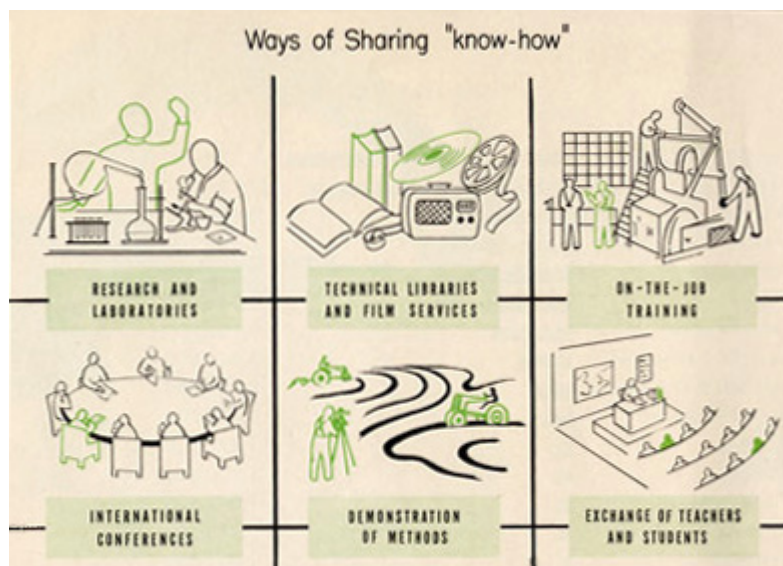 Ways of Sharing "know-how"
RESEARCH AND
LABORATORIES
TECHNICAL LIBRARIES
AND FILM SERVICES
ON-THE-JOB
TRAINING
INTERNATIONAL
CONFERENCES
DEMONSTRATION
OF METHODS
EXCHANGE OF TEACHERS
AND STUDENTS